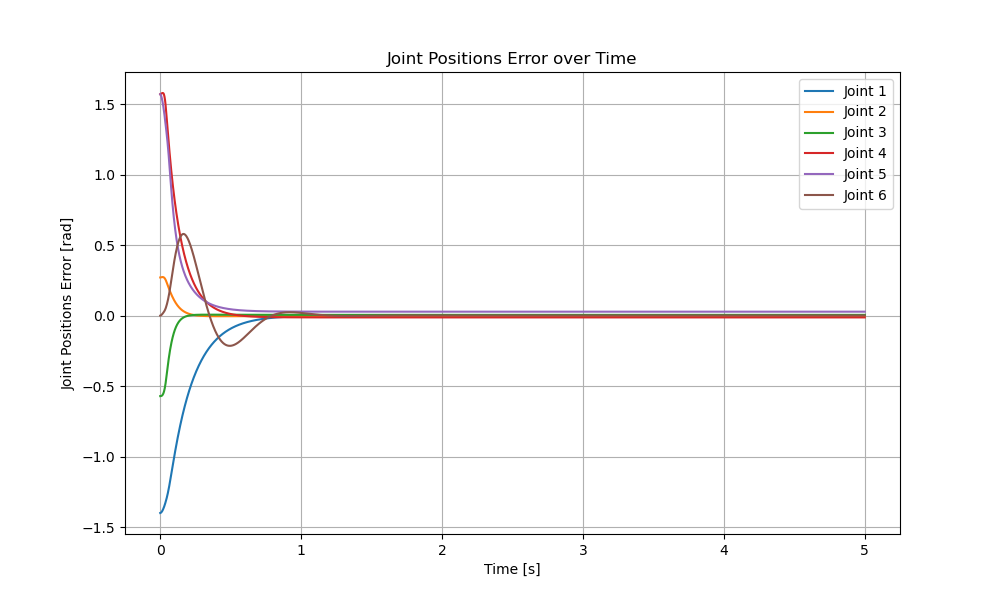 Joint Positions Error over Time
Joint Positions Error [rad]
1.5
1.0
0.5
0.0
−0.5
−1.0
−1.5
0 1 2 3 4 5
Time [s]
Joint 1
Joint 2
Joint 3
Joint 4
Joint 5
Joint 6